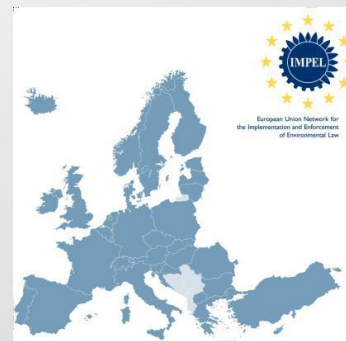 IMPEL
European Union Network for
the Implementation and Enforcement
of Environmental Law